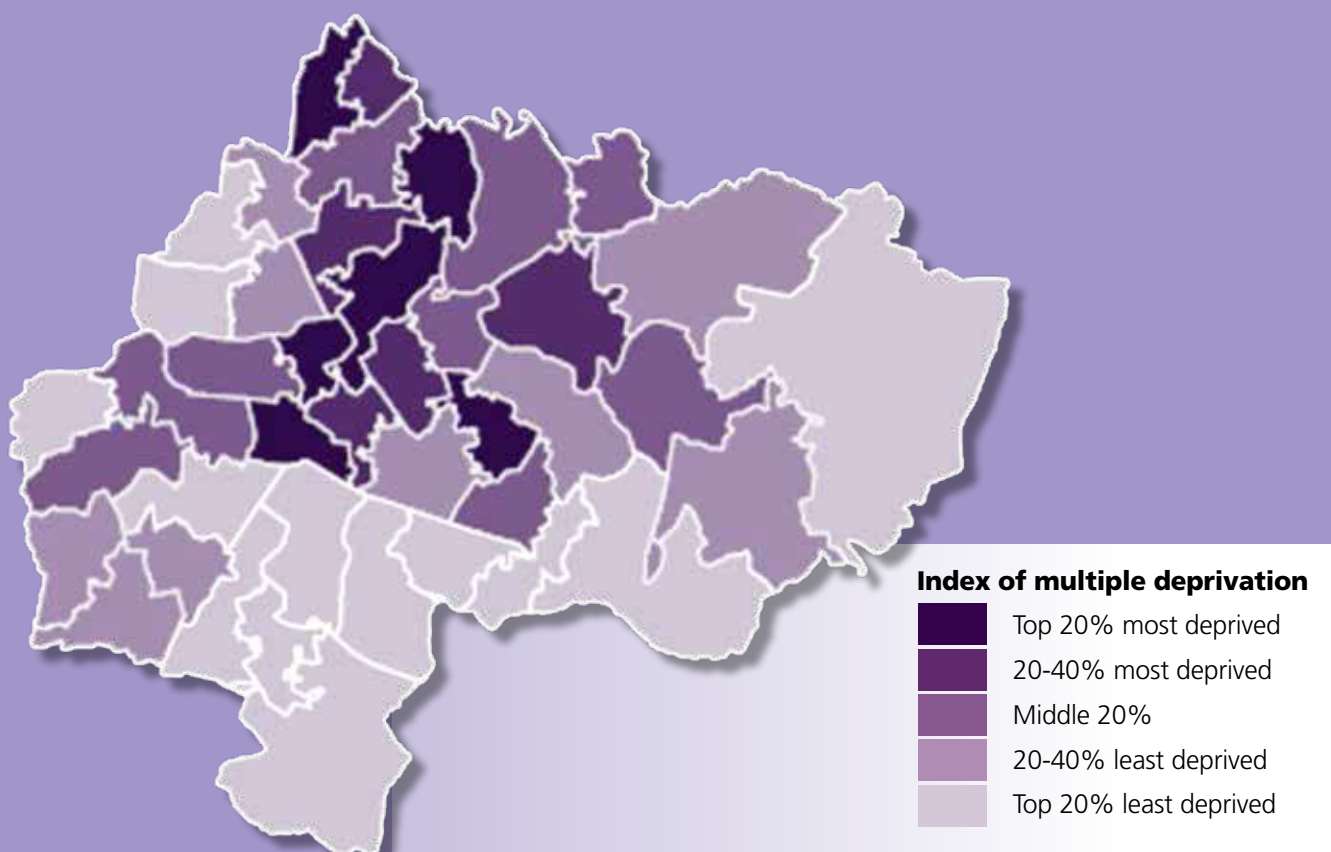 Index of multiple deprivation
Top 20% most deprived
20-40% most deprived
Middle 20%
20-40% least deprived
Top 20% least deprived